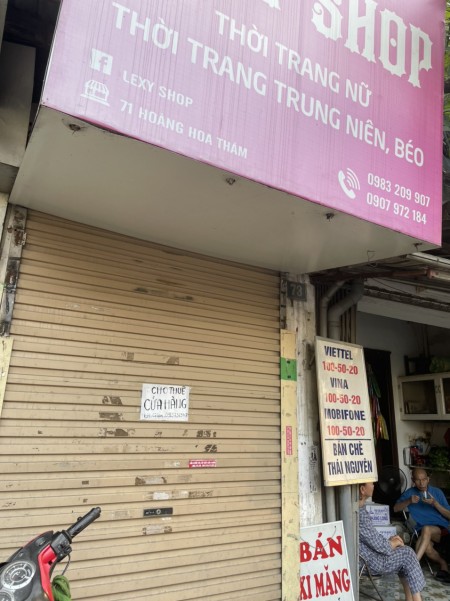 SHOP
THỜI TRANG NỮ
THỜI TRANG TRUNG NIÊN, BÉO
LEXY SHOP
71 HOÀNG HOA THÁM
0983 209 907
0907 972 184
73
CHO THUÊ
CỬA HÀNG
VIETTEL
100-50-20
VINA
100-50-20
MOBIFONE
100-50-20
BÁN CHÈ
THÁI NGUYÊN
BÁN
XI MĂNG